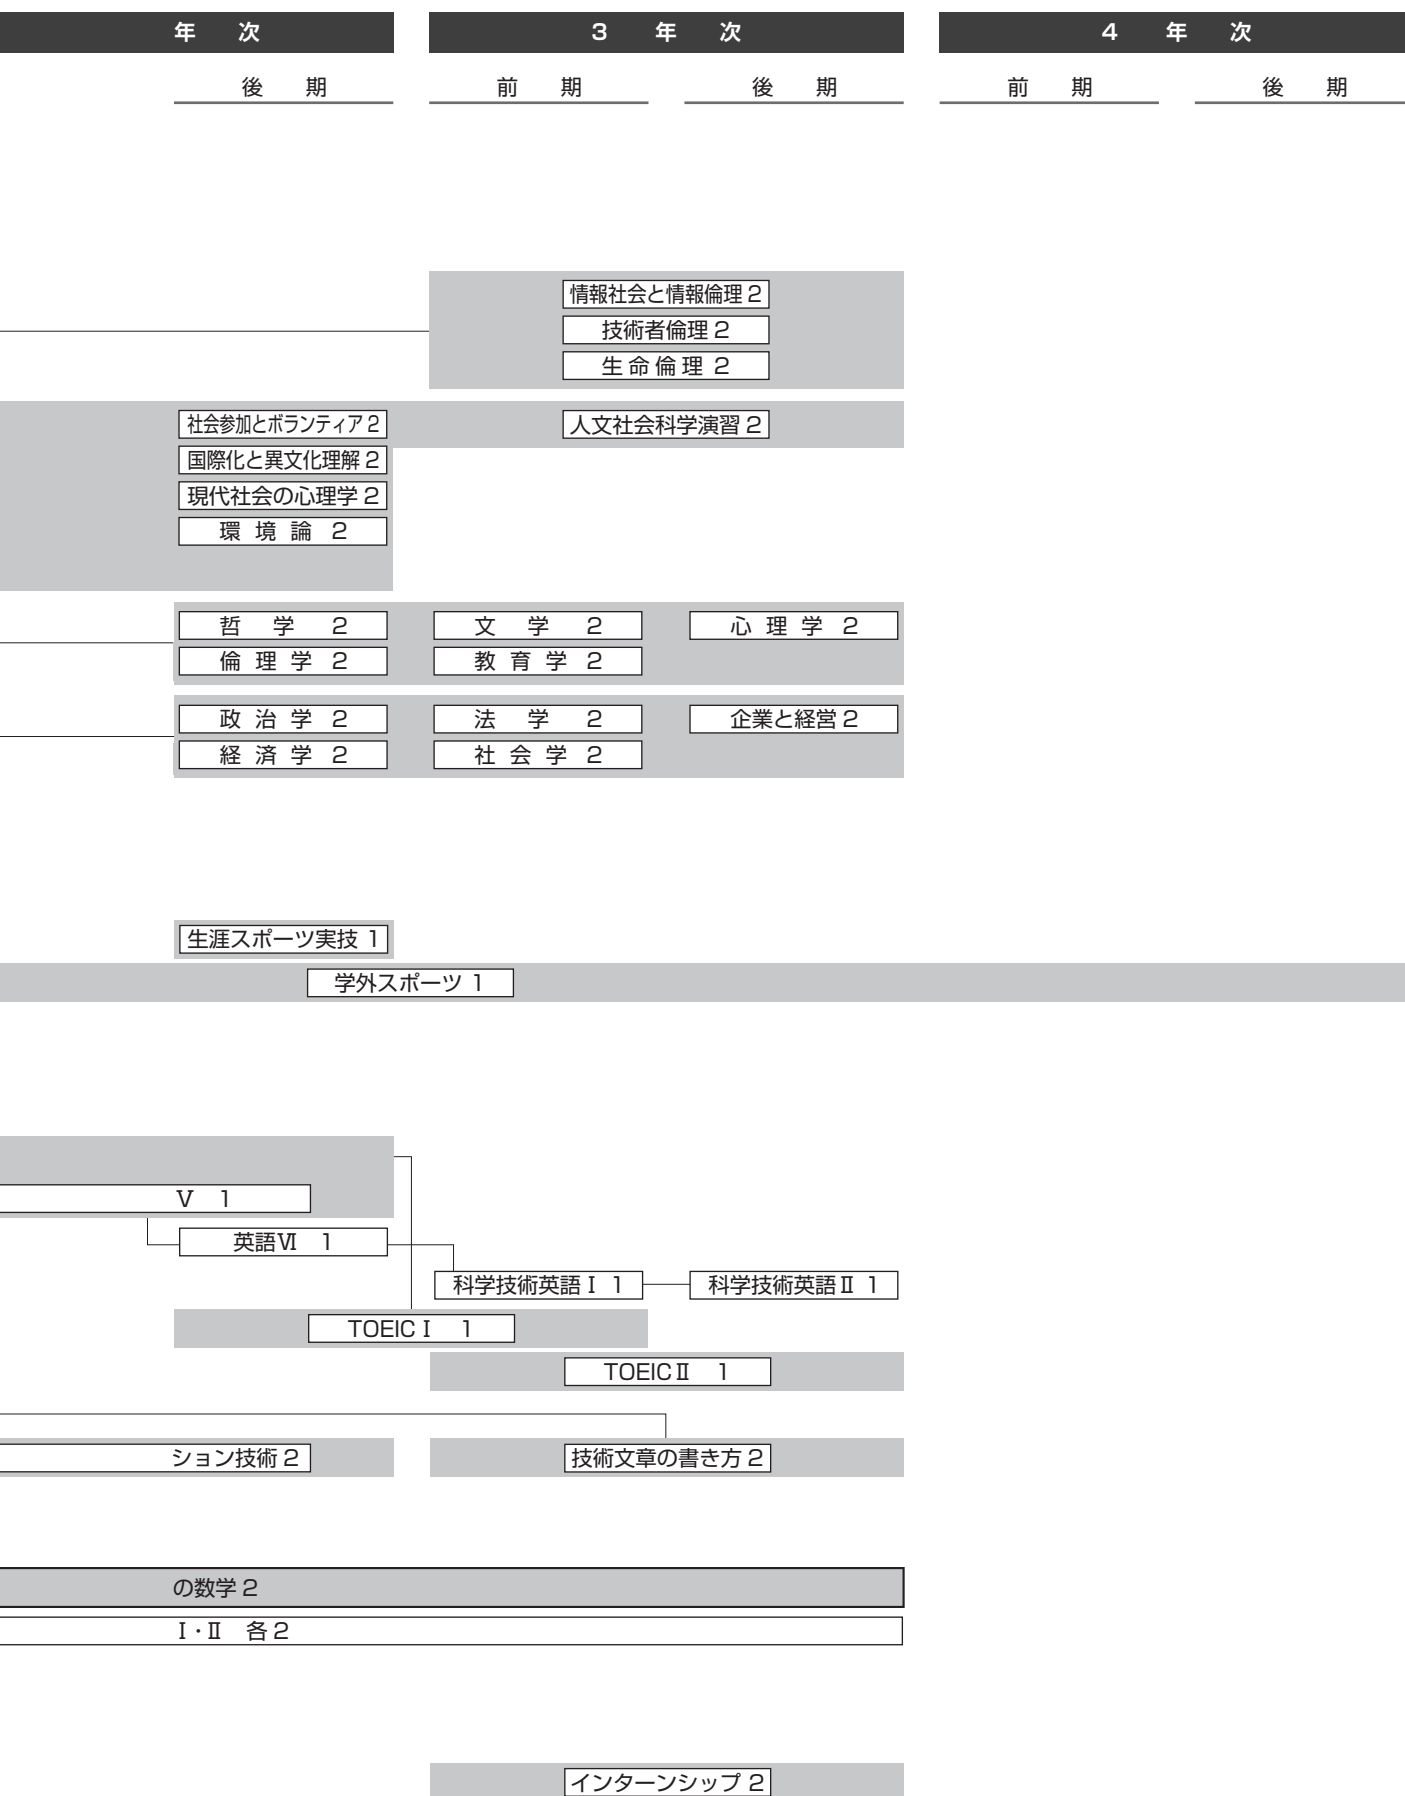 年　次　3　年　次　4　年　次
後　期　前　期　後　期　前　期　後　期
情報社会と情報倫理 2
技術者倫理 2
生命倫理 2
社会参加とボランティア 2　人文社会科学演習 2
国際化と異文化理解 2
現代社会の心理学 2
環境論 2
哲学 2　文学 2　心理学 2
倫理学 2　教育学 2
政治学 2　法学 2　企業と経営 2
経済学 2　社会学 2
生涯スポーツ実技 1
学外スポーツ 1
Ⅴ 1
英語Ⅵ 1
科学技術英語Ⅰ 1　科学技術英語Ⅱ 1
TOEICⅠ 1
TOEICⅡ 1
ション技術 2　技術文章の書き方 2
の数学 2
Ⅰ・Ⅱ 各2
インターンシップ 2